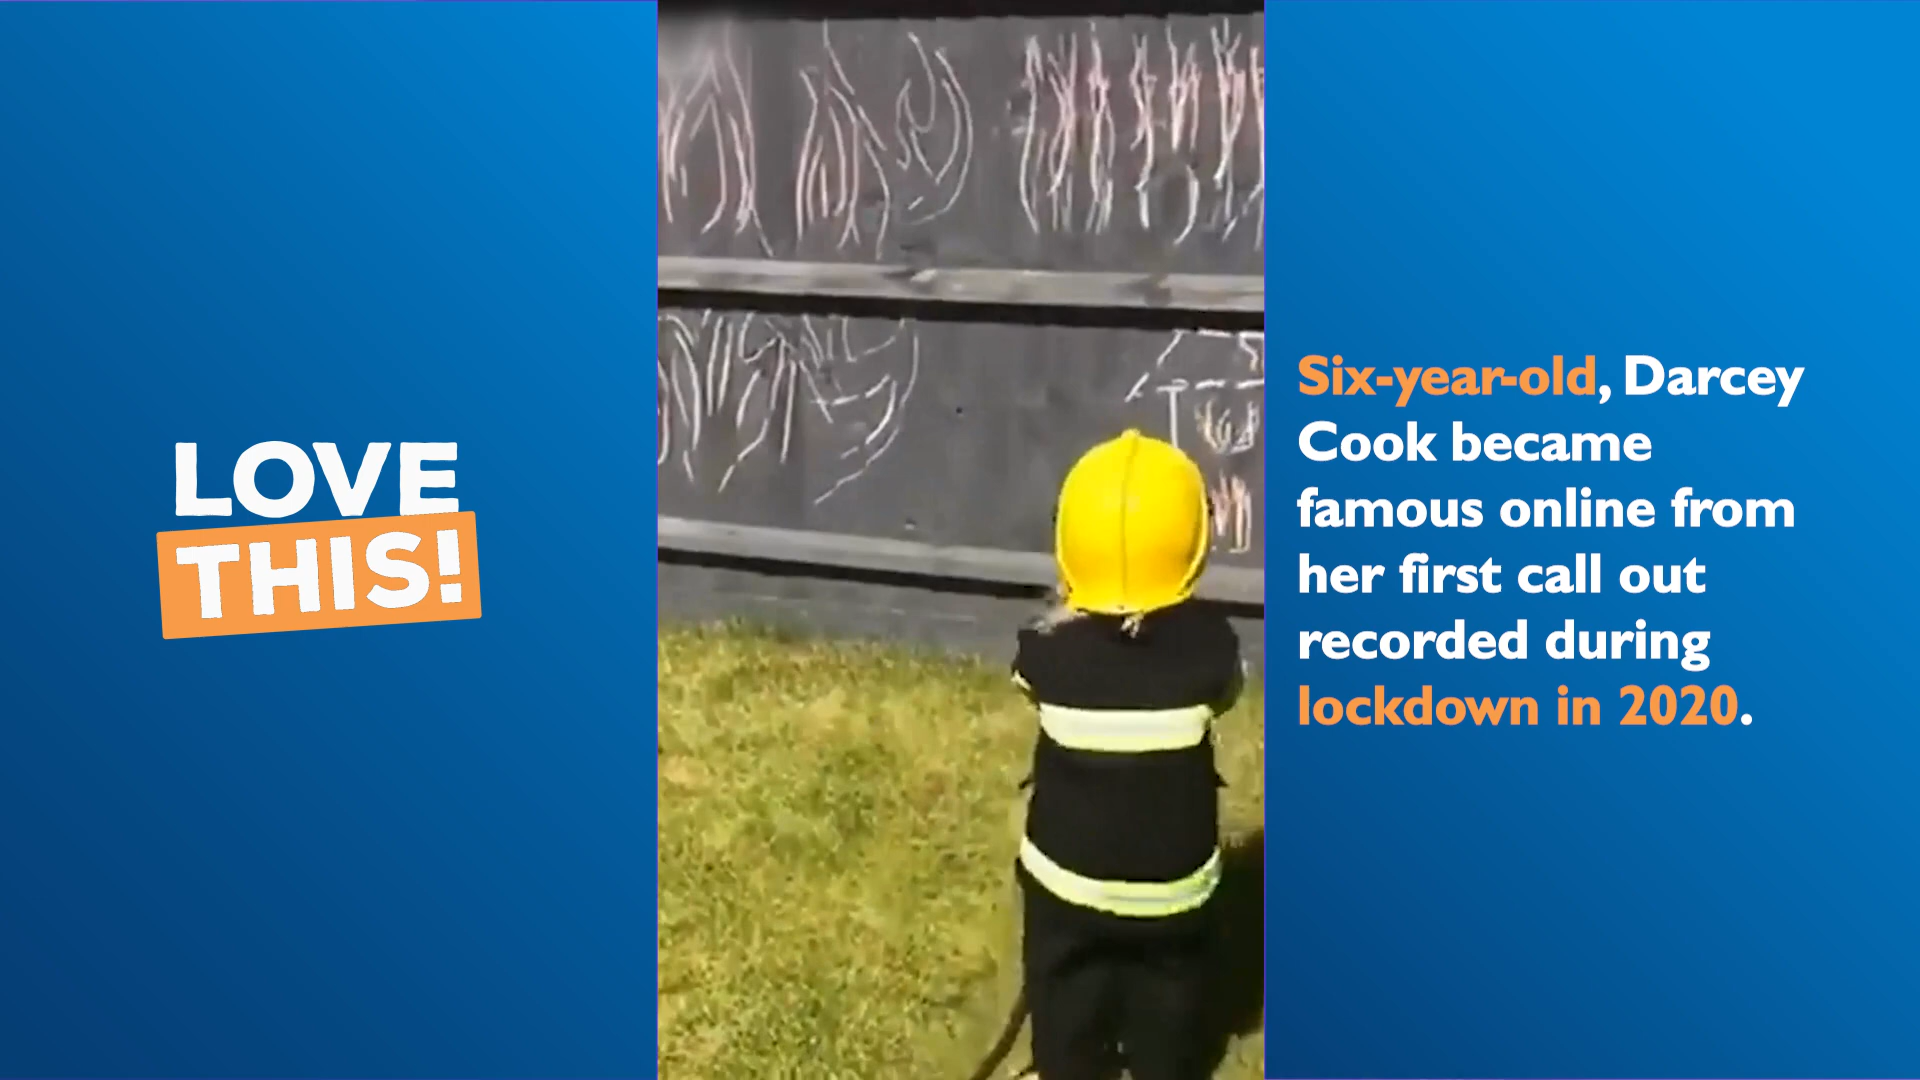 LOVE
THIS!
Six-year-old, Darcey
Cook became
famous online from
her first call out
recorded during
lockdown in 2020.